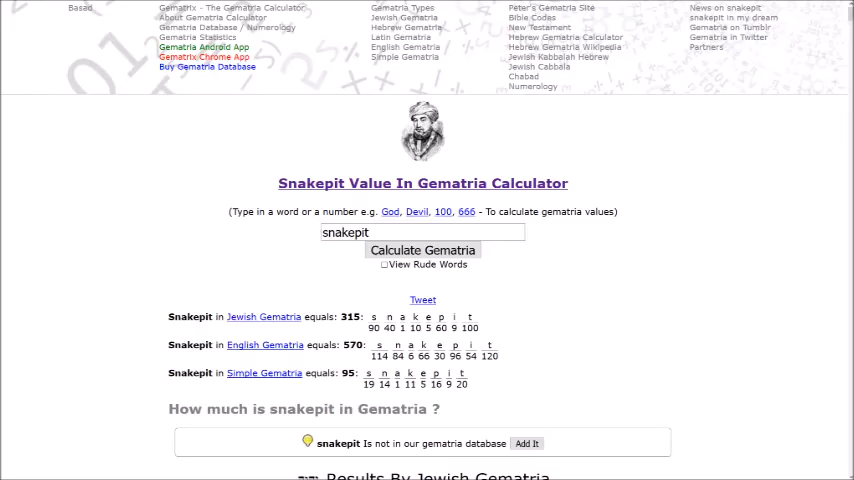 Basad
Gematrix - The Gematria Calculator
About Gematria Calculator
Gematria Database / Numerology
Gematria Statistics
Gematria Android App
Gematrix Chrome App
Buy Gematria Database
Gematria Types
Jewish Gematria
Hebrew Gematria
Latin Gematria
English Gematria
Simple Gematria
Peter's Gematria Site
Bible Codes
New Testament
Hebrew Gematria Calculator
Hebrew Gematria Wikipedia
Jewish Kabbalah Hebrew
Jewish Cabbala
Chabad
Numerology
News on snakepit
snakepit in my dream
Gematria on Tumblr
Gematria in Twitter
Partners
Snakepit Value In Gematria Calculator
(Type in a word or a number e.g. God, Devil, 100, 666 - To calculate gematria values)
snakepit
Calculate Gematria
View Rude Words
Tweet
Snakepit in Jewish Gematria equals: 315: s n a k e p i t
90 40 1 10 5 60 9 100
Snakepit in English Gematria equals: 570: s n a k e p i t
114 84 6 66 30 96 54 120
Snakepit in Simple Gematria equals: 95: s n a k e p i t
19 14 1 11 5 16 9 20
How much is snakepit in Gematria ?
snakepit Is not in our gematria database Add It
Results By Jewish Gematria